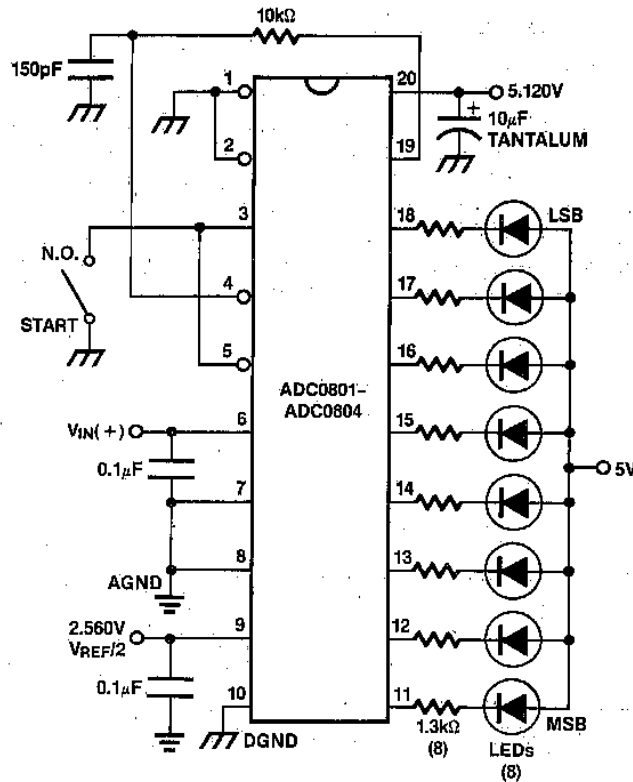 10kΩ
150pF
1
20
5.120V
+
10μF
TANTALUM
2
19
3
18
LSB
N.O.
4
17
START
5
16
ADC0801–
ADC0804
VIN(+)
6
15
0.1μF
5V
7
14
8
13
AGND
2.560V
VREF/2
9
12
0.1μF
10
11
DGND
1.3kΩ
(8)
LEDs
(8)
MSB